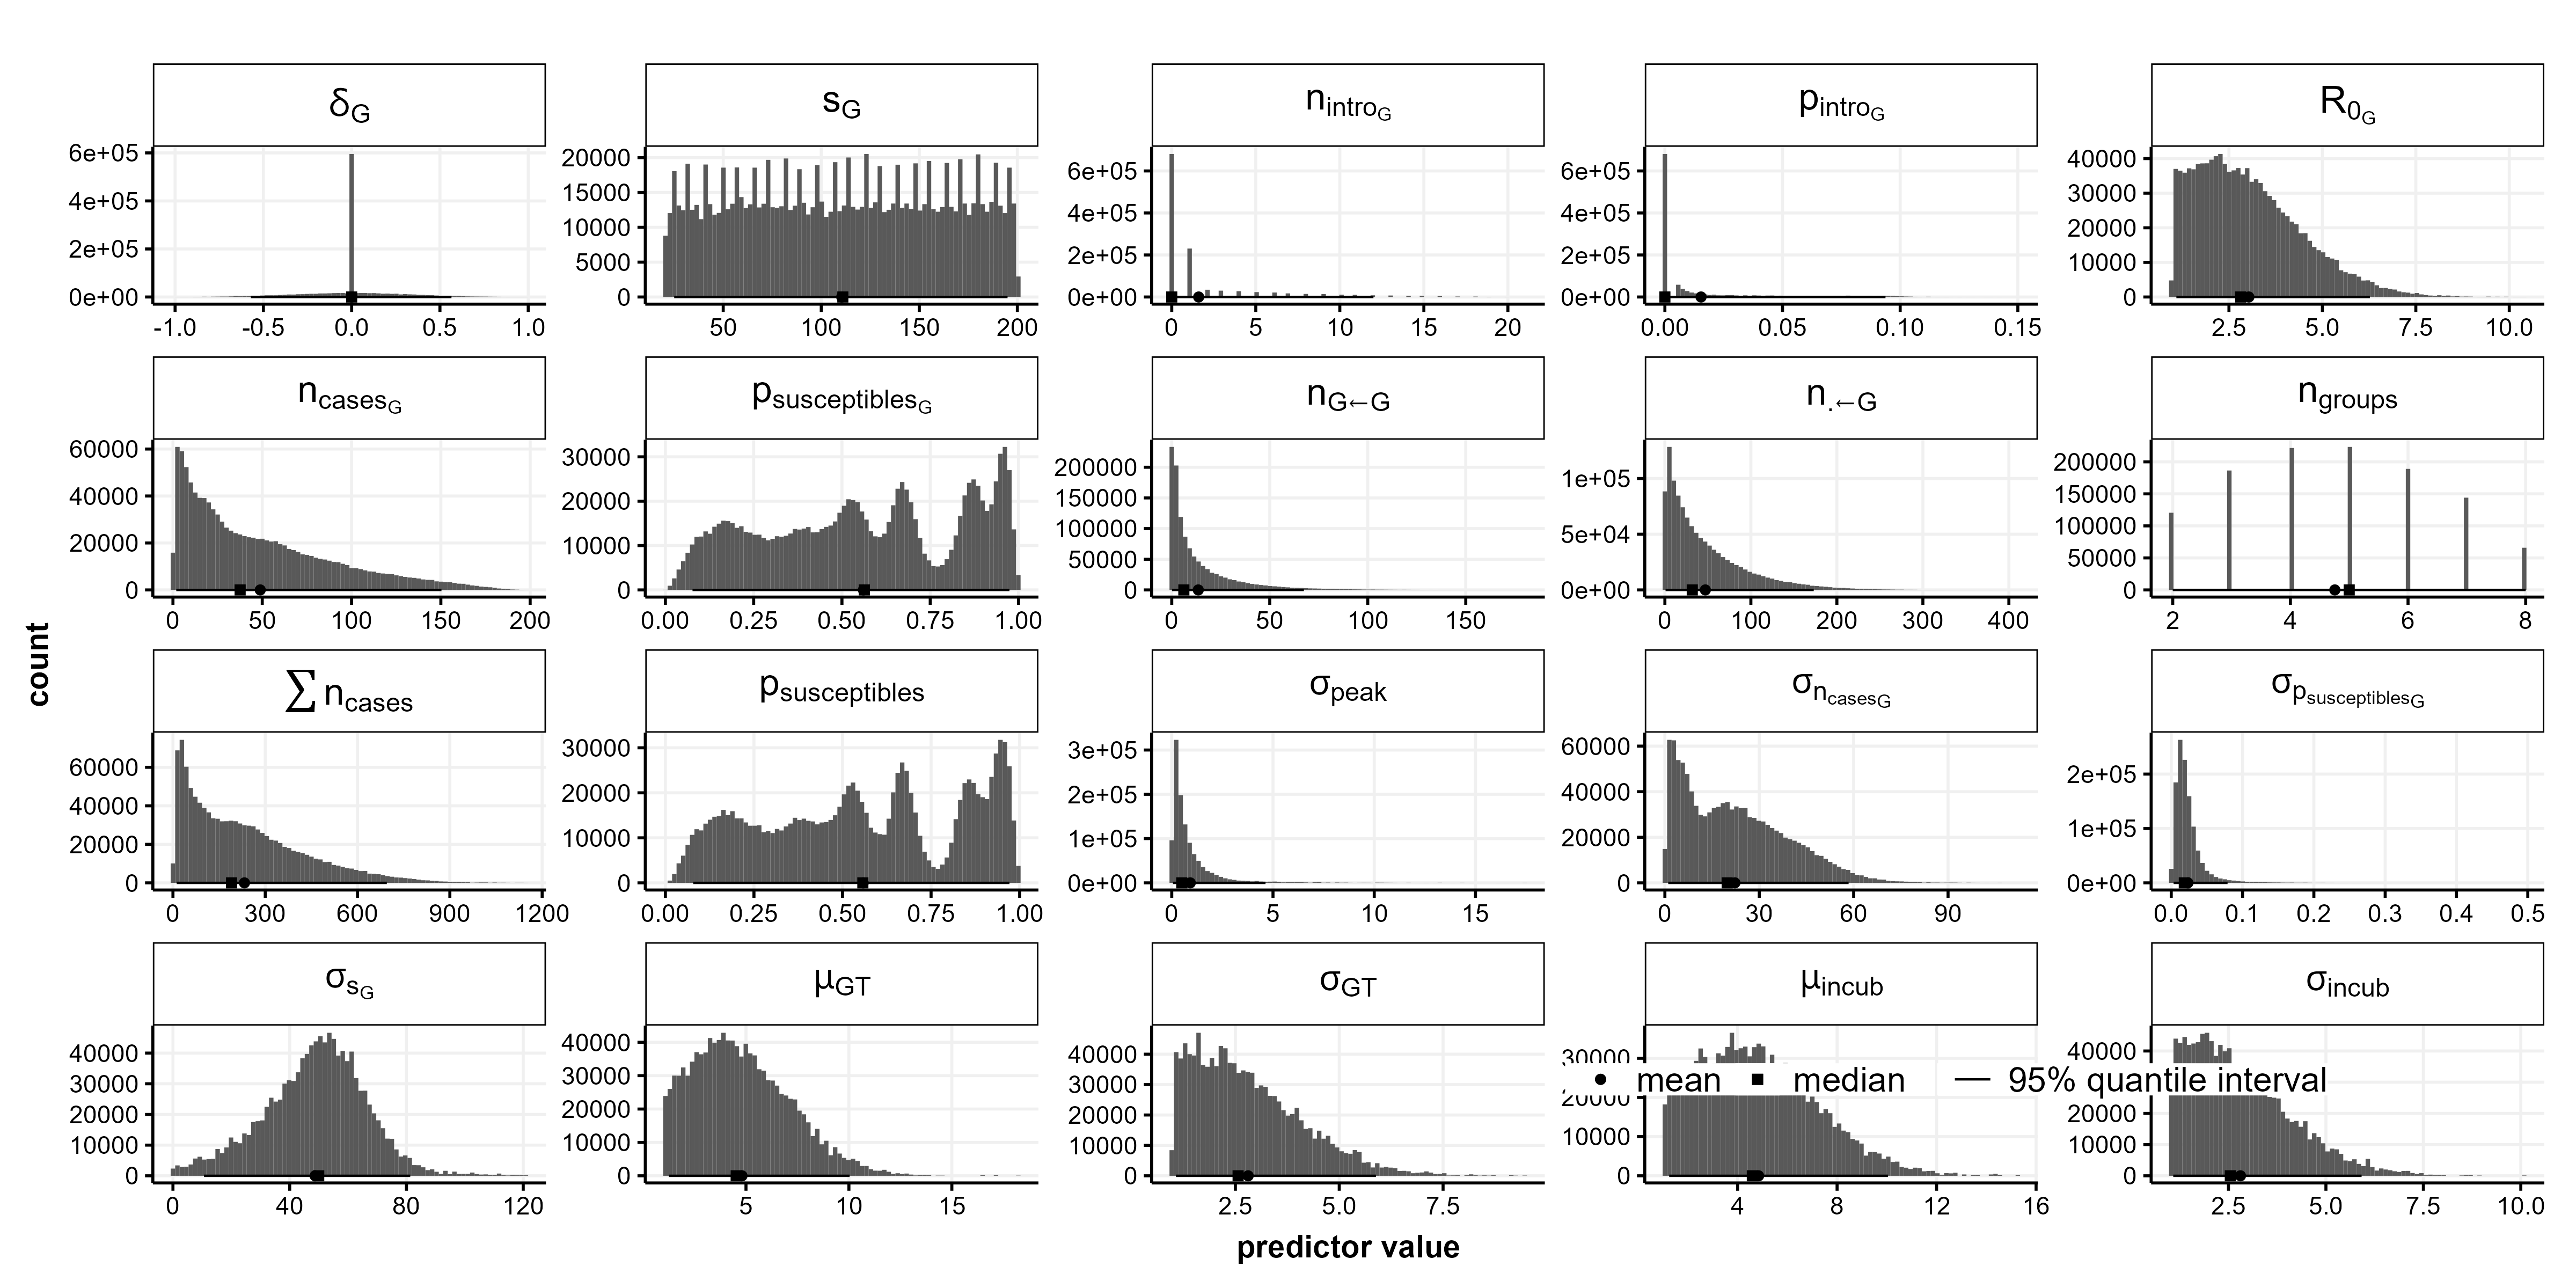 δG sG nintroG pintroG R0G
6e+05 4e+05 2e+05 0e+00
-1.0 -0.5 0.0 0.5 1.0
20000 15000 10000 5000 0
50 100 150 200
6e+05 4e+05 2e+05 0e+00
0 5 10 15 20
6e+05 4e+05 2e+05 0e+00
0.00 0.05 0.10 0.15
40000 30000 20000 10000 0
2.5 5.0 7.5 10.0
ncasesG psusceptiblesG nG←G n.←G ngroups
60000 40000 20000 0
0 50 100 150 200
30000 20000 10000 0
0.00 0.25 0.50 0.75 1.00
200000 150000 100000 50000 0
0 50 100 150
1e+05 5e+04 0e+00
0 100 200 300 400
200000 150000 100000 50000 0
2 4 6 8
∑ ncases psusceptibles σpeak σncasesG σpsusceptiblesG
60000 40000 20000 0
0 300 600 900 1200
30000 20000 10000 0
0.00 0.25 0.50 0.75 1.00
3e+05 2e+05 1e+05 0e+00
0 5 10 15
60000 40000 20000 0
0 30 60 90
2e+05 1e+05 0e+00
0.0 0.1 0.2 0.3 0.4 0.5
σsG μGT σGT μincub σincub
40000 30000 20000 10000 0
0 40 80 120
40000 30000 20000 10000 0
5 10 15
40000 30000 20000 10000 0
2.5 5.0 7.5
30000 20000 10000 0
4 8 12 16
40000 20000 10000 0
2.5 5.0 7.5 10.0
mean median 95% quantile interval
count
predictor value